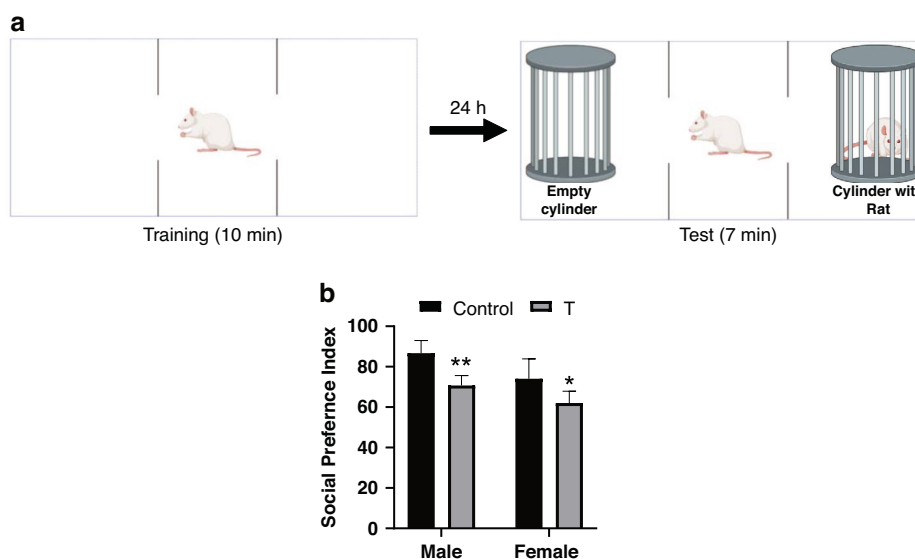 a
24 h
Empty
cylinder
Cylinder wit
Rat
Training (10 min)
Test (7 min)
b
Control
T
Social Prefernce Index
100
80
60
40
20
0
**
*
Male
Female